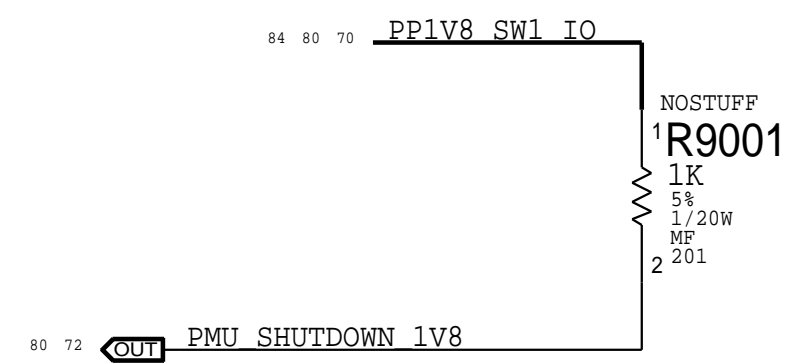 84 80 70 PP1V8_SW1_IO
NOSTUFF
1
R9001
1K
5%
1/20W
MF
201
2
80 72 OUT PMU_SHUTDOWN_1V8